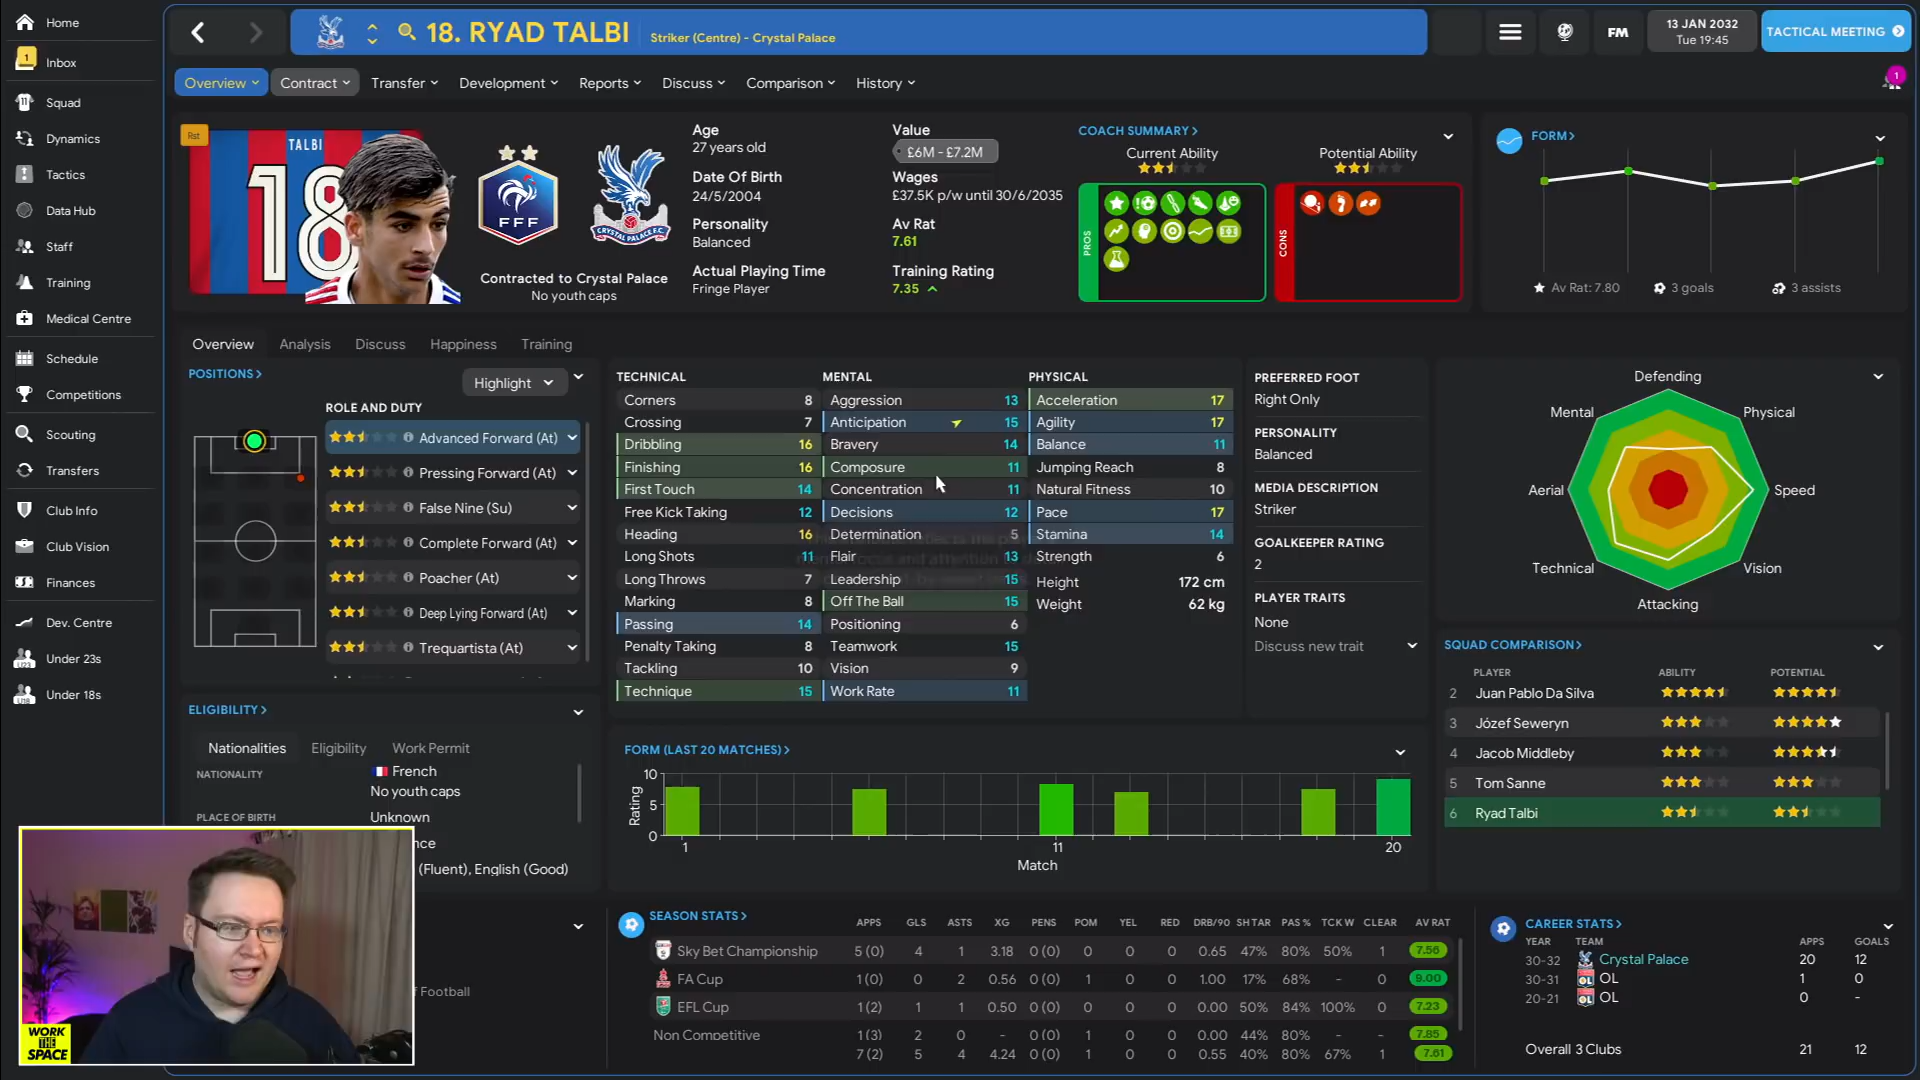 Home
18. RYAD TALBI
Striker (Centre) - Crystal Palace
FM
13 JAN 2032
Tue 19:45
TACTICAL MEETING
1
Inbox
Squad
Dynamics
Tactics
Data Hub
Staff
Training
Medical Centre
Schedule
Competitions
Scouting
Transfers
Club Info
Club Vision
Finances
Dev. Centre
Under 23s
Under 18s
Overview
Contract
Transfer
Development
Reports
Discuss
Comparison
History
1
Rst
TALBI
18
FFF
CRYSTAL PALACE F.C.
Contracted to Crystal Palace
No youth caps
Age
27 years old
Date Of Birth
24/5/2004
Personality
Balanced
Actual Playing Time
Fringe Player
Value
£6M - £7.2M
Wages
£37.5K p/w until 30/6/2035
Av Rat
7.61
Training Rating
7.35
COACH SUMMARY >
Current Ability
Potential Ability
PROS
CONS
FORM>
Av Rat: 7.80
3 goals
3 assists
Overview
Analysis
Discuss
Happiness
Training
POSITIONS>
Highlight
ROLE AND DUTY
Advanced Forward (At)
Pressing Forward (At)
False Nine (Su)
Complete Forward (At)
Poacher (At)
Deep Lying Forward (At)
Trequartista (At)
TECHNICAL
Corners 8
Crossing 7
Dribbling 16
Finishing 16
First Touch 14
Free Kick Taking 12
Heading 16
Long Shots 11
Long Throws 7
Marking 8
Passing 14
Penalty Taking 8
Tackling 10
Technique 15
MENTAL
Aggression 13
Anticipation 15
Bravery 14
Composure 11
Concentration 11
Decisions 12
Determination 5
Flair 13
Leadership 15
Off The Ball 15
Positioning 6
Teamwork 15
Vision 9
Work Rate 11
PHYSICAL
Acceleration 17
Agility 17
Balance 11
Jumping Reach 8
Natural Fitness 10
Pace 17
Stamina 14
Strength 6
Height 172 cm
Weight 62 kg
PREFERRED FOOT
Right Only
PERSONALITY
Balanced
MEDIA DESCRIPTION
Striker
GOALKEEPER RATING
2
PLAYER TRAITS
None
Discuss new trait
Defending
Physical
Speed
Vision
Attacking
Technical
Aerial
Mental
SQUAD COMPARISON>
PLAYER ABILITY POTENTIAL
2 Juan Pablo Da Silva
3 Józef Seweryn
4 Jacob Middleby
5 Tom Sanne
6 Ryad Talbi
ELIGIBILITY >
Nationalities
Eligibility
Work Permit
NATIONALITY
French
No youth caps
PLACE OF BIRTH
Unknown
nce
(Fluent), English (Good)
f Football
WORK
THE
SPACE
FORM (LAST 20 MATCHES) >
Rating
10
5
0
1
11
20
Match
SEASON STATS>
APPS GLS ASTS XG PENS POM YEL RED DRB/90 SH TAR PAS % TCK W CLEAR AV RAT
Sky Bet Championship 5 (0) 4 1 3.18 0 (0) 0 0 0 0.65 47% 80% 50% 1 7.56
FA Cup 1 (0) 0 2 0.56 0 (0) 1 0 0 1.00 17% 68% - 0 9.00
EFL Cup 1 (2) 1 1 0.50 0 (0) 0 0 0 0.00 50% 84% 100% 0 7.23
Non Competitive 1 (3) 2 0 - 0 (0) 1 0 0 0.00 44% 80% - - 7.85
7 (2) 5 4 4.24 0 (0) 1 0 0 0.55 40% 80% 67% 1 7.61
CAREER STATS >
YEAR TEAM APPS GOALS
30-32 Crystal Palace 20 12
30-31 OL 1 0
20-21 OL 0 -
Overall 3 Clubs 21 12